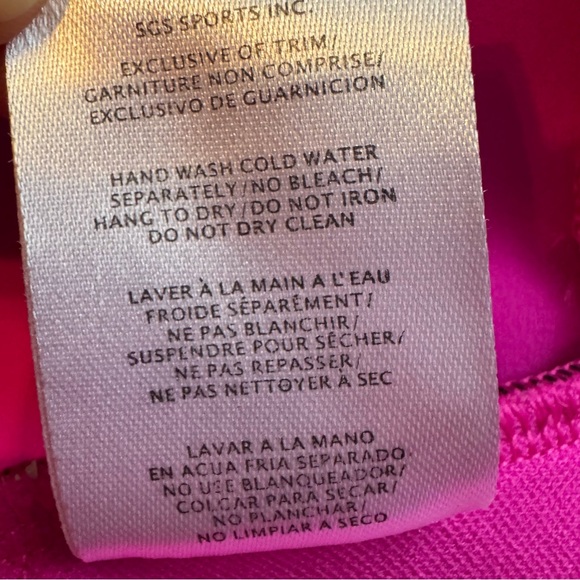 SGS SPORTS INC.
EXCLUSIVE OF TRIM/
GARNITURE NON COMPRISE/
EXCLUSIVO DE GUARNICION
HAND WASH COLD WATER
SEPARATELY/NO BLEACH/
HANG TO DRY/DO NOT IRON
DO NOT DRY CLEAN
LAVER À LA MAIN A L'EAU
FROIDE SÉPARÉMENT/
NE PAS BLANCHIR/
SUSPENDRE POUR SÉCHER/
NE PAS REPASSER/
NE PAS NETTOYER À SEC
LAVAR A LA MANO
EN ACUA FRIA SEPARADO
NO USE BLANQUEADOR/
COLGAR PARA SECAR/
NO PLANCHAR/
NO LIMPIAR A SECO